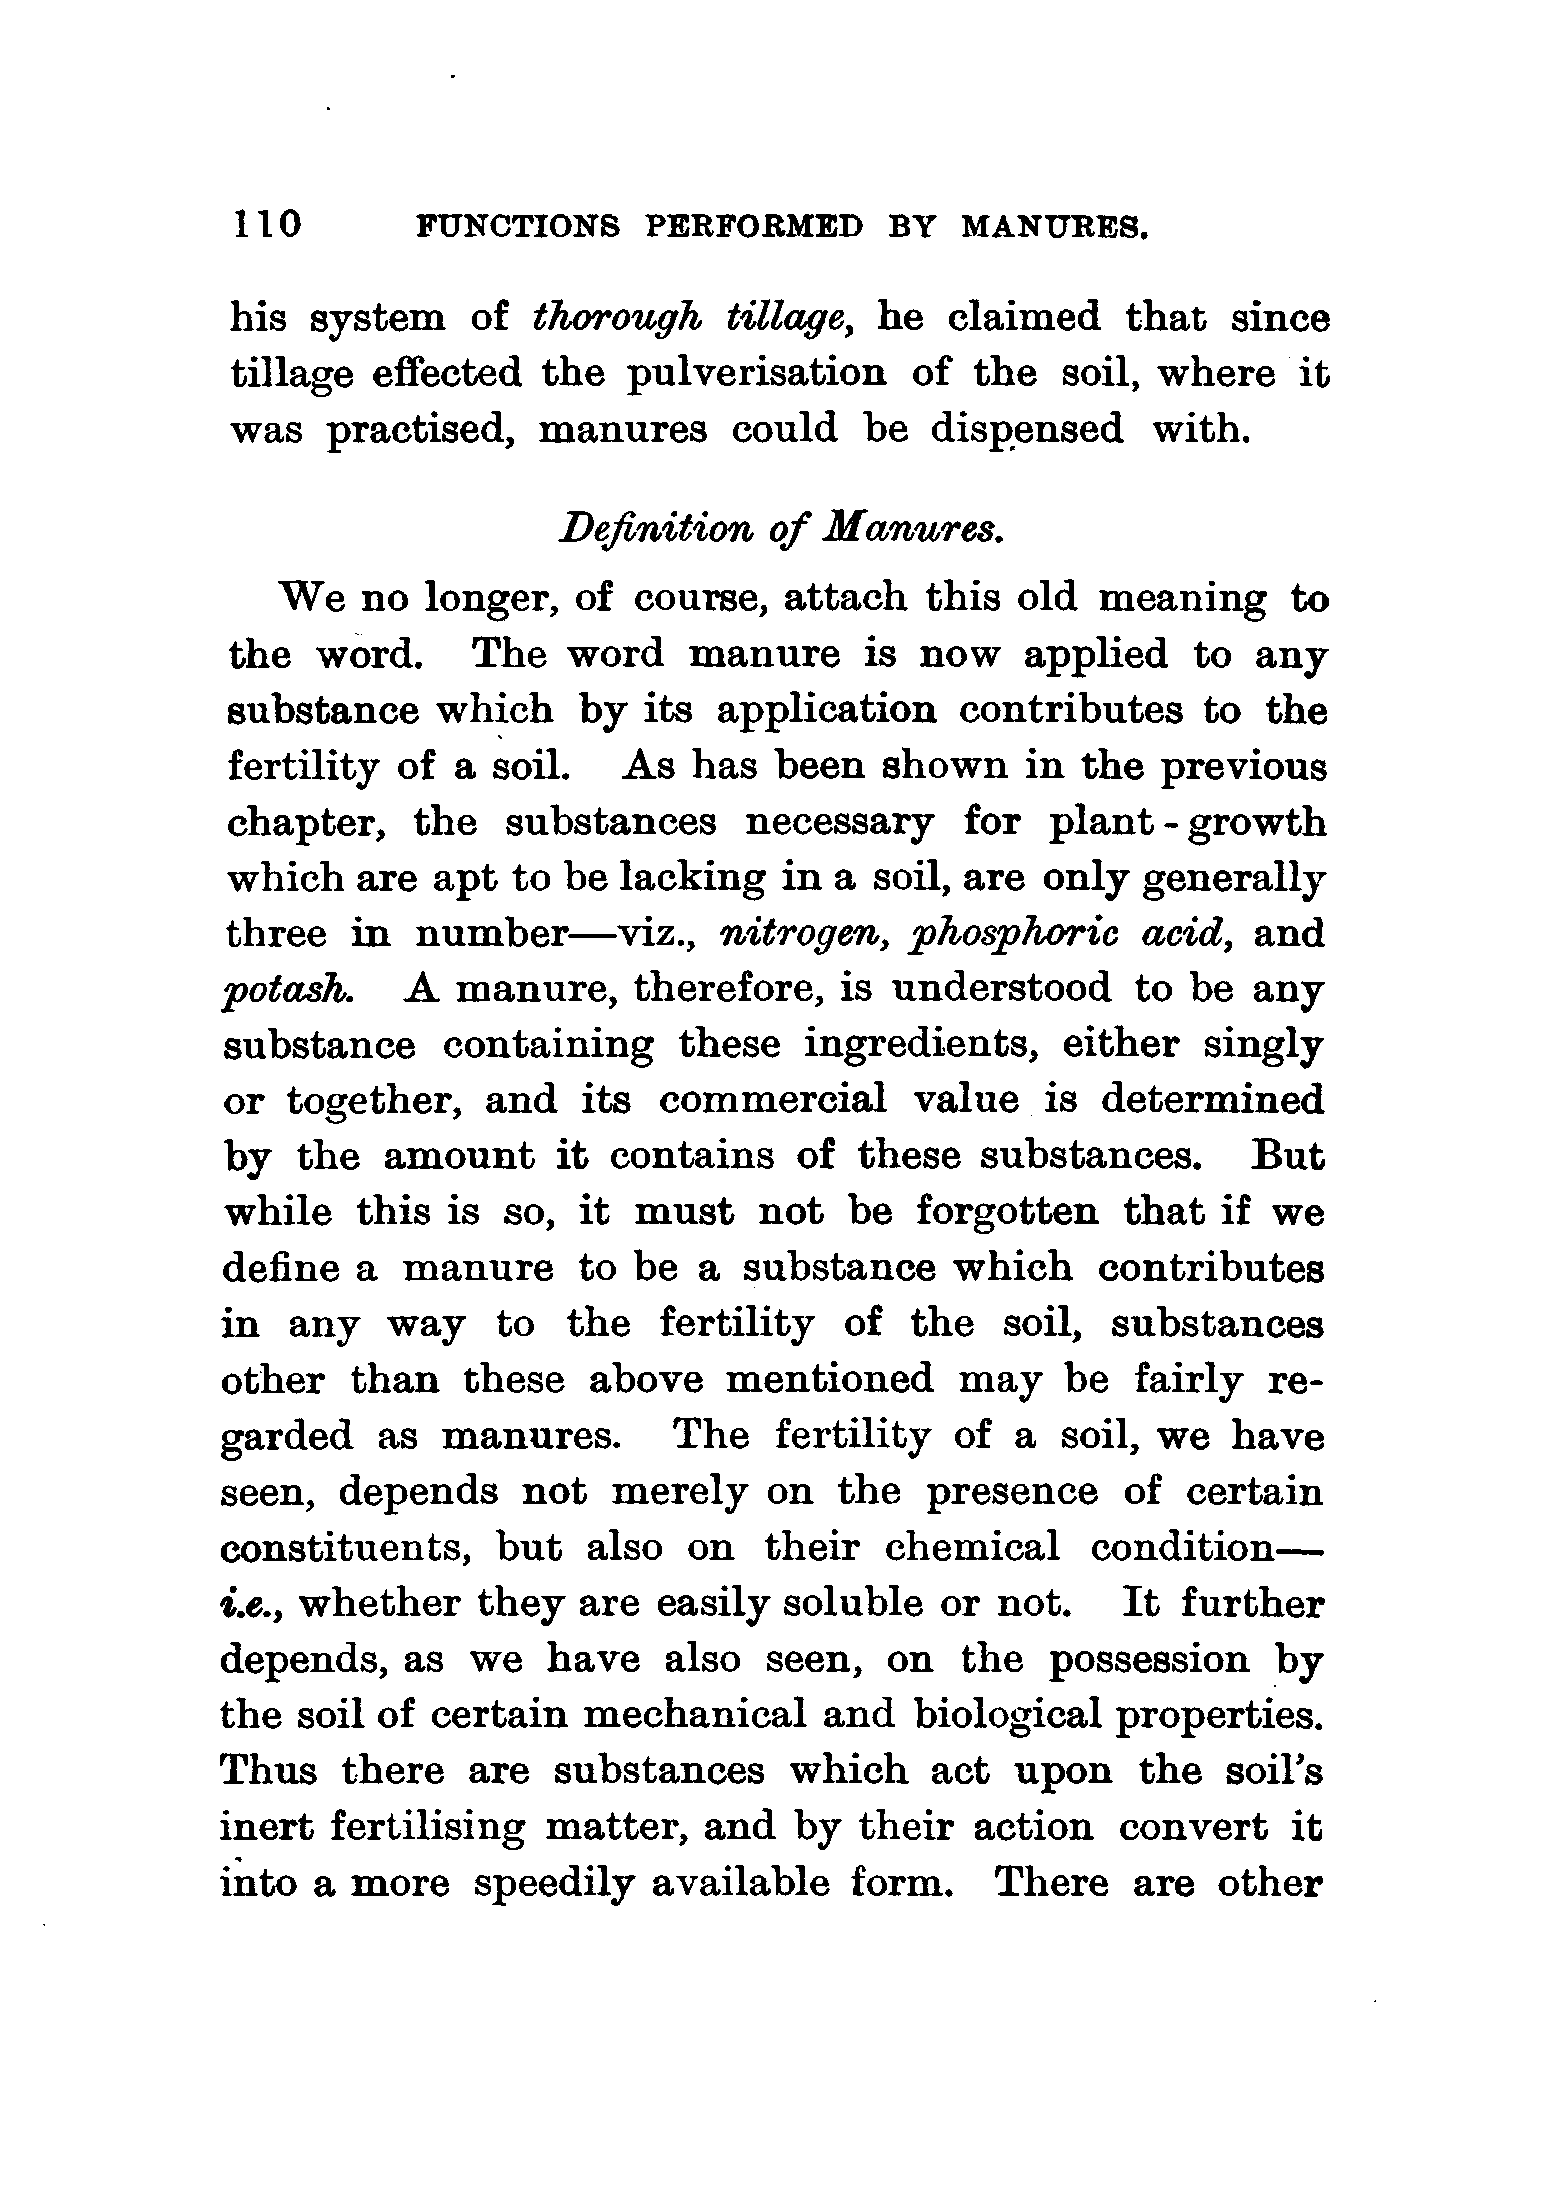 110 FUNCTIONS PERFORMED BY MANURES.
his system of thorough tillage, he claimed that since
tillage effected the pulverisation of the soil, where it
was practised, manures could be dispensed with.
Definition of Manures.
We no longer, of course, attach this old meaning to
the word. The word manure is now applied to any
substance which by its application contributes to the
fertility of a soil. As has been shown in the previous
chapter, the substances necessary for plant-growth
which are apt to be lacking in a soil, are only generally
three in number—viz., nitrogen, phosphoric acid, and
potash. A manure, therefore, is understood to be any
substance containing these ingredients, either singly
or together, and its commercial value is determined
by the amount it contains of these substances. But
while this is so, it must not be forgotten that if we
define a manure to be a substance which contributes
in any way to the fertility of the soil, substances
other than these above mentioned may be fairly re-
garded as manures. The fertility of a soil, we have
seen, depends not merely on the presence of certain
constituents, but also on their chemical condition—
i.e., whether they are easily soluble or not. It further
depends, as we have also seen, on the possession by
the soil of certain mechanical and biological properties.
Thus there are substances which act upon the soil's
inert fertilising matter, and by their action convert it
into a more speedily available form. There are other